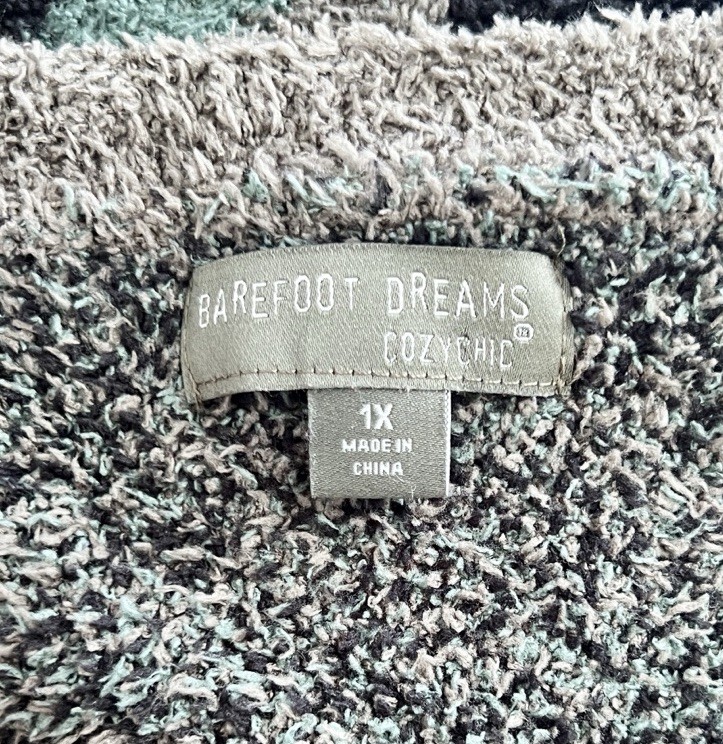 BAREFOOT DREAMS
COZYCHIC
1X
MADE IN
CHINA